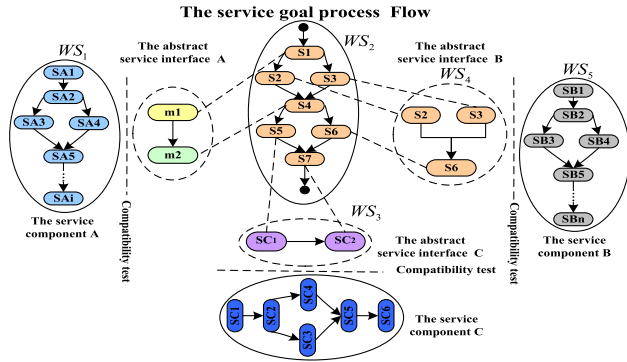 The service goal process Flow
WS1
SA1
SA2
SA3
SA4
SA5
SAi
The service
component A
Compatibility test
The abstract
service interface A
m1
m2
WS2
S1
S2
S3
S4
S5
S6
S7
The abstract
service interface B
WS4
S2
S3
S6
Compatibility test
WS5
SB1
SB2
SB3
SB4
SB5
SBn
The service
component B
WS3
SC1
SC2
The abstract
service interface C
Compatibility test
SC1
SC2
SC4
SC3
SC5
SC6
The service
component C